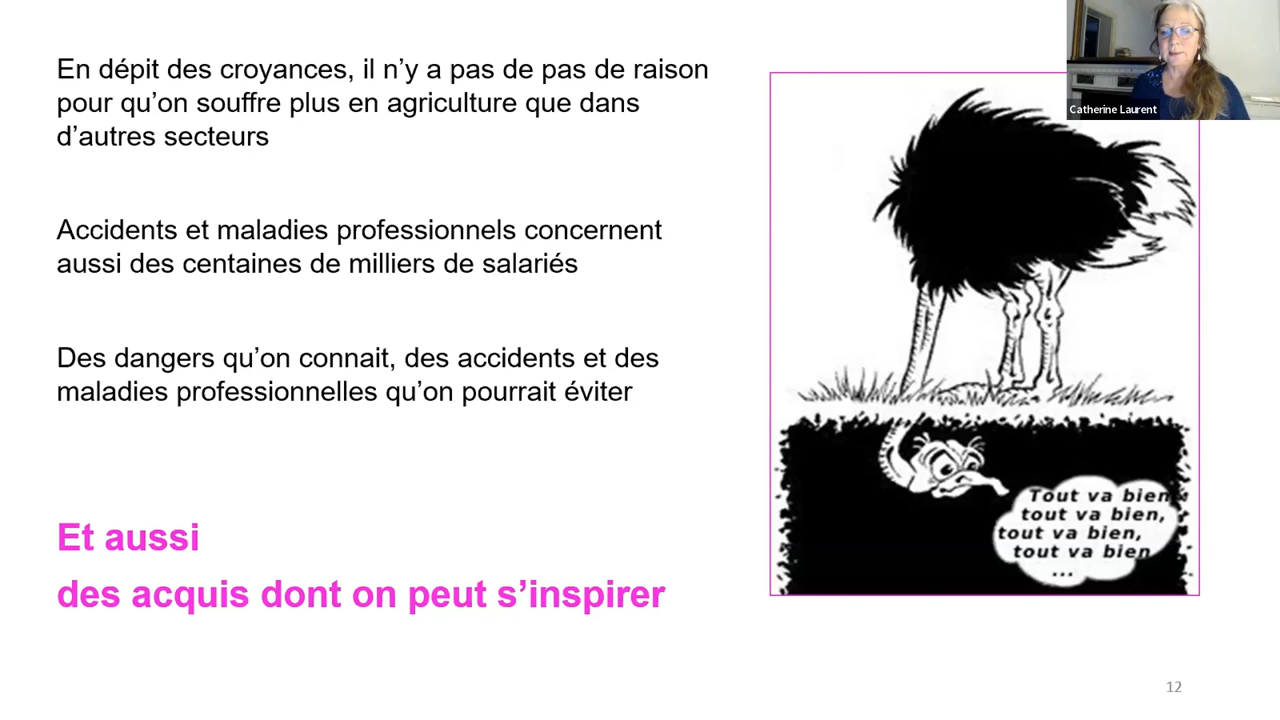 En dépit des croyances, il n’y a pas de pas de raison
pour qu’on souffre plus en agriculture que dans
d’autres secteurs
Accidents et maladies professionnels concernent
aussi des centaines de milliers de salariés
Des dangers qu’on connait, des accidents et des
maladies professionnelles qu’on pourrait éviter
Et aussi
des acquis dont on peut s’inspirer
Catherine Laurent
Tout va bien
tout va bien,
tout va bien,
tout va bien
...
12